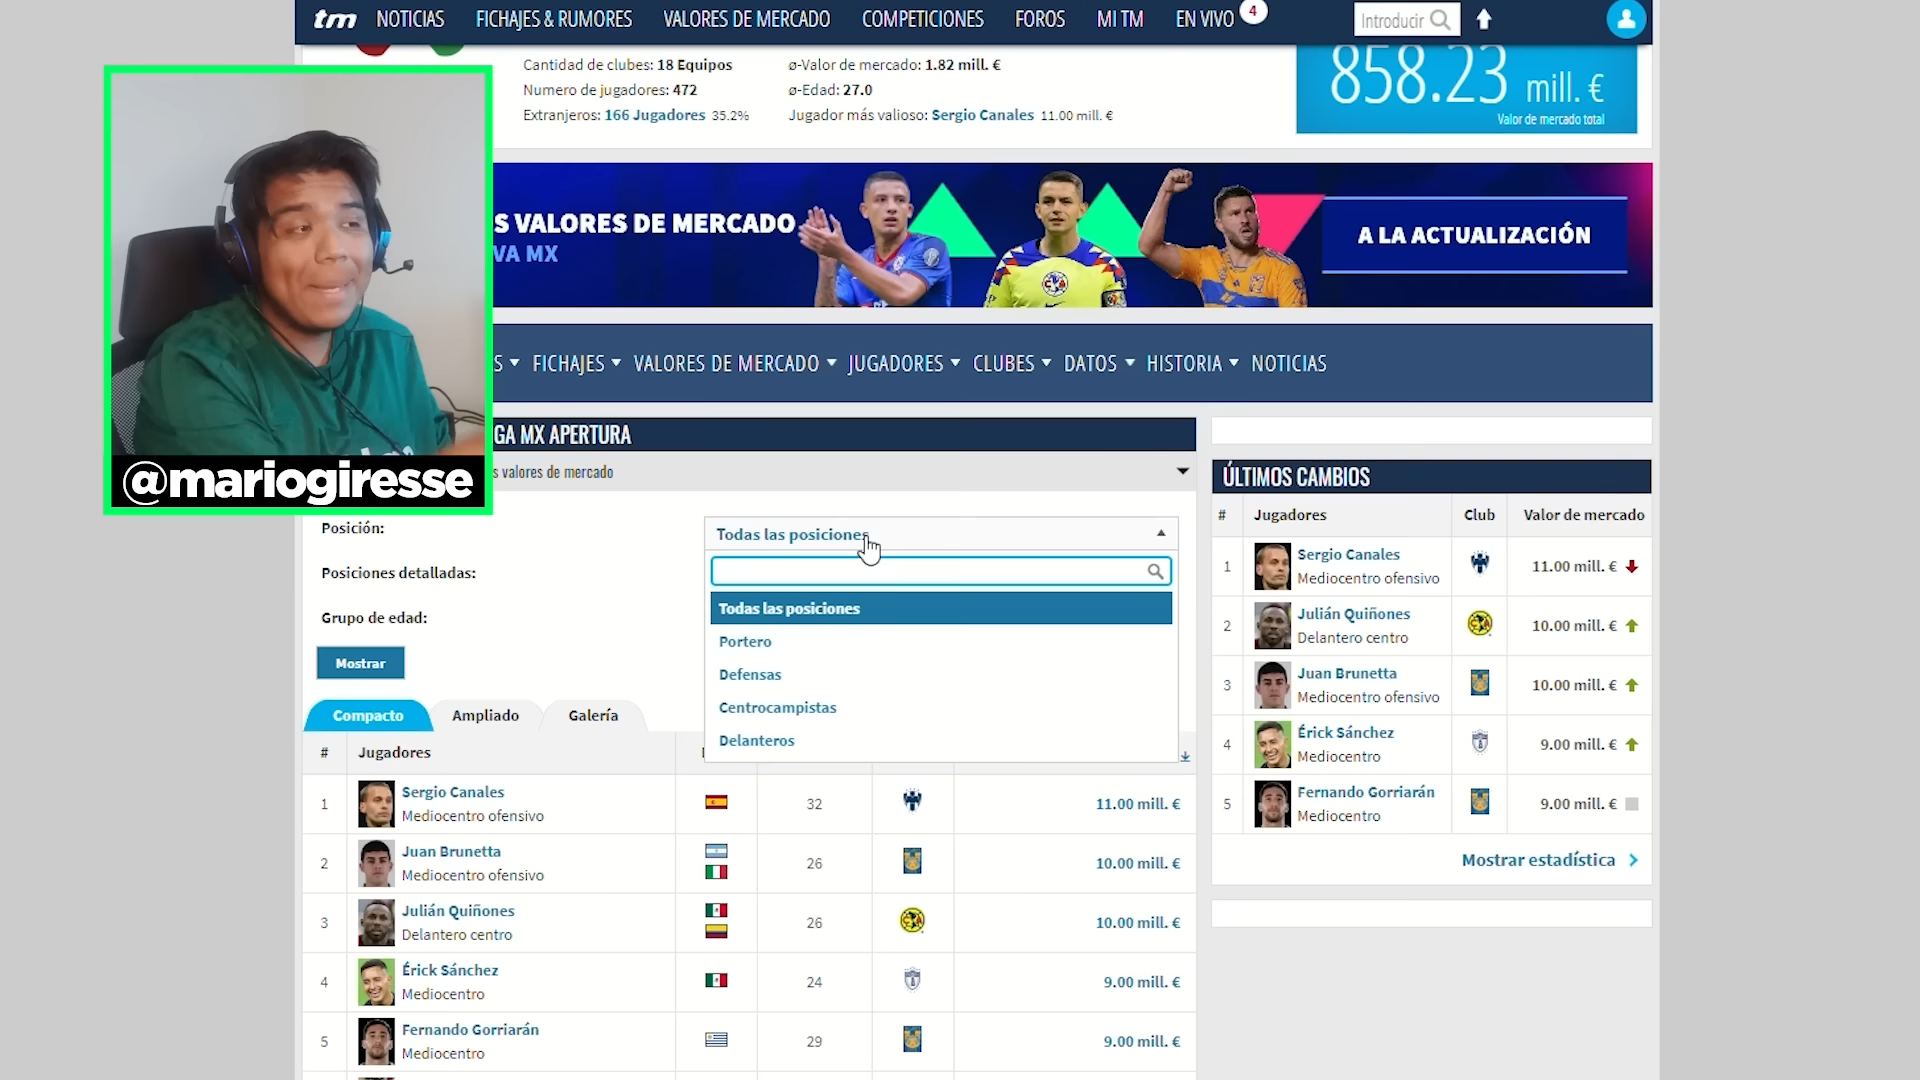 tm NOTICIAS FICHAJES & RUMORES VALORES DE MERCADO COMPETICIONES FOROS MI TM EN VIVO 4 Introducir
Cantidad de clubes: 18 Equipos
ø-Valor de mercado: 1.82 mill. €
Numero de jugadores: 472
ø-Edad: 27.0
Extranjeros: 166 Jugadores 35.2%
Jugador más valioso: Sergio Canales 11.00 mill. €
858.23 mill. €
Valor de mercado total
S VALORES DE MERCADO
VA MX
A LA ACTUALIZACIÓN
S FICHAJES VALORES DE MERCADO JUGADORES CLUBES DATOS HISTORIA NOTICIAS
@mariogiresse
GA MX APERTURA
s valores de mercado
Posición:
Todas las posiciones
Posiciones detalladas:
Grupo de edad:
Mostrar
Todas las posiciones
Portero
Defensas
Centrocampistas
Delanteros
Compacto Ampliado Galería
# Jugadores
1 Sergio Canales 32 11.00 mill. €
Mediocentro ofensivo
2 Juan Brunetta 26 10.00 mill. €
Mediocentro ofensivo
3 Julián Quiñones 26 10.00 mill. €
Delantero centro
4 Érick Sánchez 24 9.00 mill. €
Mediocentro
5 Fernando Gorriarán 29 9.00 mill. €
Mediocentro
ÚLTIMOS CAMBIOS
# Jugadores Club Valor de mercado
1 Sergio Canales 11.00 mill. €
Mediocentro ofensivo
2 Julián Quiñones 10.00 mill. €
Delantero centro
3 Juan Brunetta 10.00 mill. €
Mediocentro ofensivo
4 Érick Sánchez 9.00 mill. €
Mediocentro
5 Fernando Gorriarán 9.00 mill. €
Mediocentro
Mostrar estadística